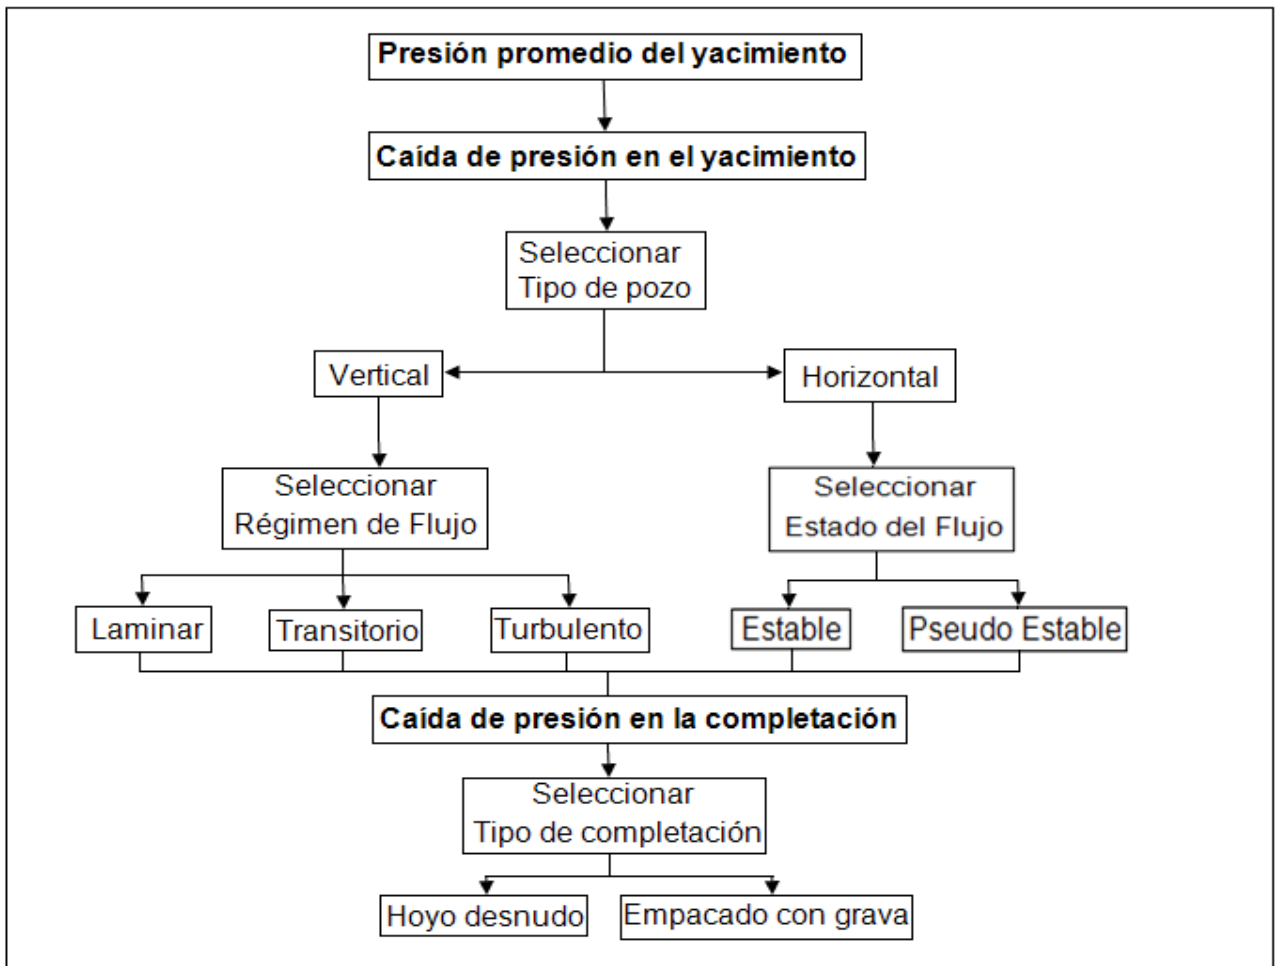 Presión promedio del yacimiento
Caída de presión en el yacimiento
Seleccionar
Tipo de pozo
Vertical
Horizontal
Seleccionar
Régimen de Flujo
Seleccionar
Estado del Flujo
Laminar
Transitorio
Turbulento
Estable
Pseudo Estable
Caída de presión en la completación
Seleccionar
Tipo de completación
Hoyo desnudo
Empacado con grava